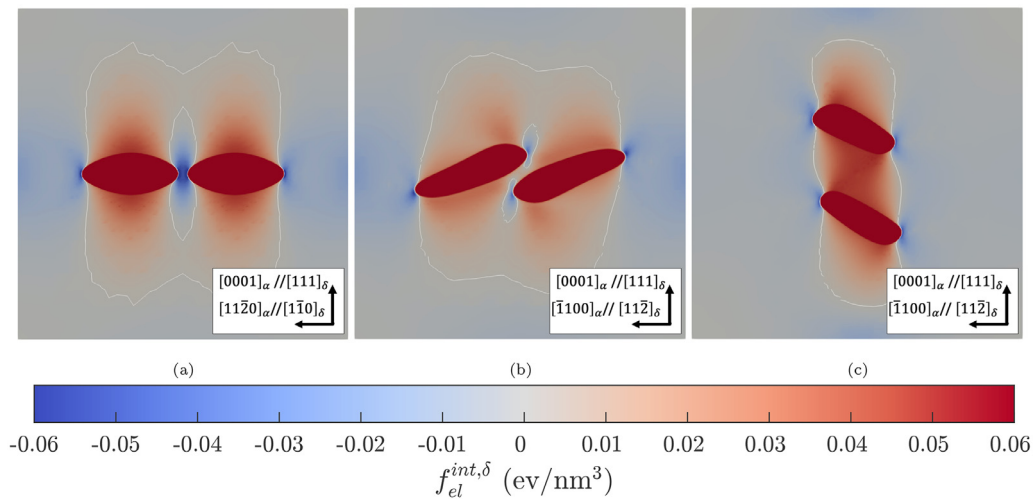 [0001]α //[111]δ
[112̅0]α//[11̅0]δ
[0001]α //[111]δ
[1̅100]α// [112̅]δ
[0001]α //[111]δ
[1̅100]α// [112̅]δ
(a) (b) (c)
-0.06 -0.05 -0.04 -0.03 -0.02 -0.01 0 0.01 0.02 0.03 0.04 0.05 0.06
f_el^{int,δ} (ev/nm³)